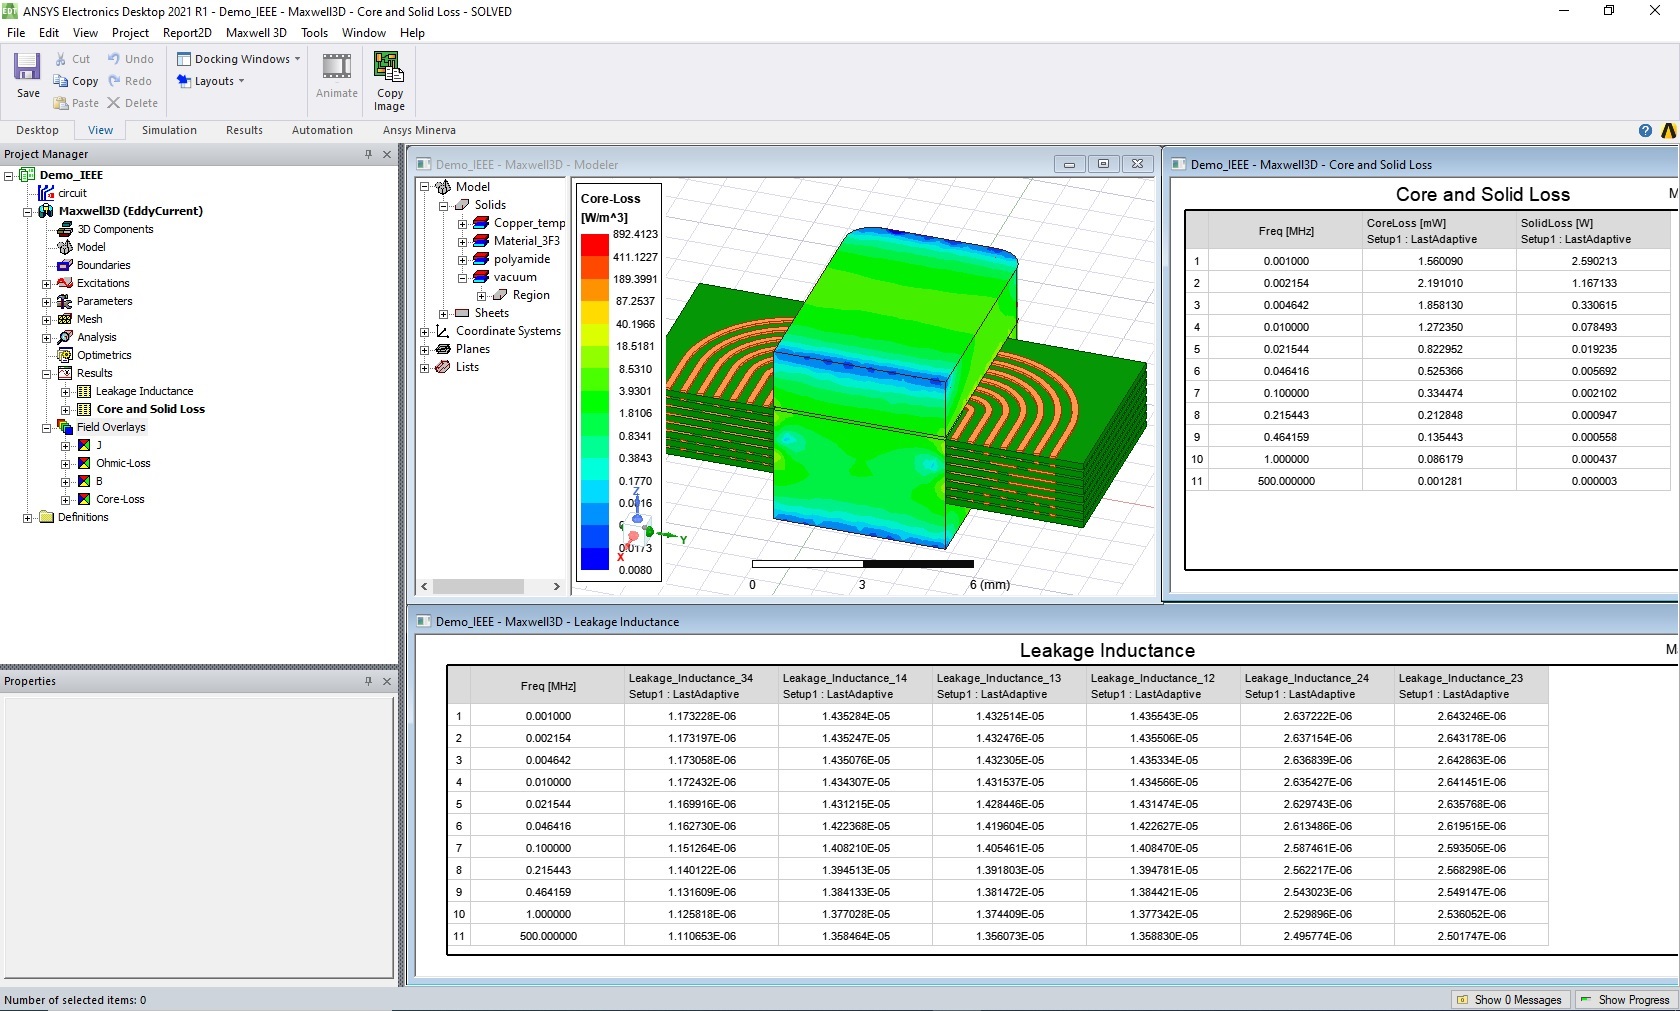 ANSYS Electronics Desktop 2021 R1 - Demo_IEEE - Maxwell3D - Core and Solid Loss - SOLVED
File Edit View Project Report2D Maxwell 3D Tools Window Help
Save
Cut
Copy
Paste
Undo
Redo
Delete
Docking Windows
Layouts
Animate
Copy
Image
Desktop View Simulation Results Automation Ansys Minerva
Project Manager
Demo_IEEE
circuit
Maxwell3D (EddyCurrent)
3D Components
Model
Boundaries
Excitations
Parameters
Mesh
Analysis
Optimetrics
Results
Leakage Inductance
Core and Solid Loss
Field Overlays
J
Ohmic-Loss
B
Core-Loss
Definitions
Properties
Demo_IEEE - Maxwell3D - Modeler
Model
Solids
Copper_temp
Material_3F3
polyamide
vacuum
Region
Sheets
Coordinate Systems
Planes
Lists
Core-Loss
[W/m^3]
892.4123
411.1227
189.3991
87.2537
40.1966
18.5181
8.5310
3.9301
1.8106
0.8341
0.3843
0.1770
0.0080
Z
Y
X
0 3 6 (mm)
Demo_IEEE - Maxwell3D - Core and Solid Loss
Core and Solid Loss
Freq [MHz] CoreLoss [mW] SolidLoss [W]
Setup1 : LastAdaptive Setup1 : LastAdaptive
1 0.001000 1.560090 2.590213
2 0.002154 2.191010 1.167133
3 0.004642 1.858130 0.330615
4 0.010000 1.272350 0.078493
5 0.021544 0.822952 0.019235
6 0.046416 0.525366 0.005692
7 0.100000 0.334474 0.002102
8 0.215443 0.212848 0.000947
9 0.464159 0.135443 0.000558
10 1.000000 0.086179 0.000437
11 500.000000 0.001281 0.000003
Demo_IEEE - Maxwell3D - Leakage Inductance
Leakage Inductance
Freq [MHz] Leakage_Inductance_34 Leakage_Inductance_14 Leakage_Inductance_13 Leakage_Inductance_12 Leakage_Inductance_24 Leakage_Inductance_23
Setup1 : LastAdaptive Setup1 : LastAdaptive Setup1 : LastAdaptive Setup1 : LastAdaptive Setup1 : LastAdaptive Setup1 : LastAdaptive
1 0.001000 1.173228E-06 1.435284E-05 1.432514E-05 1.435543E-05 2.637222E-06 2.643246E-06
2 0.002154 1.173197E-06 1.435247E-05 1.432476E-05 1.435506E-05 2.637154E-06 2.643178E-06
3 0.004642 1.173058E-06 1.435076E-05 1.432305E-05 1.435334E-05 2.636839E-06 2.642863E-06
4 0.010000 1.172432E-06 1.434307E-05 1.431537E-05 1.434566E-05 2.635427E-06 2.641451E-06
5 0.021544 1.169916E-06 1.431215E-05 1.428446E-05 1.431474E-05 2.629743E-06 2.635768E-06
6 0.046416 1.162730E-06 1.422368E-05 1.419604E-05 1.422627E-05 2.613486E-06 2.619515E-06
7 0.100000 1.151264E-06 1.408210E-05 1.405461E-05 1.408470E-05 2.587461E-06 2.593505E-06
8 0.215443 1.140122E-06 1.394513E-05 1.391803E-05 1.394781E-05 2.562217E-06 2.568298E-06
9 0.464159 1.131609E-06 1.384133E-05 1.381472E-05 1.384421E-05 2.543023E-06 2.549147E-06
10 1.000000 1.125818E-06 1.377028E-05 1.374409E-05 1.377342E-05 2.529896E-06 2.536052E-06
11 500.000000 1.110653E-06 1.358464E-05 1.356073E-05 1.358830E-05 2.495774E-06 2.501747E-06
Number of selected items: 0
Show 0 Messages Show Progress